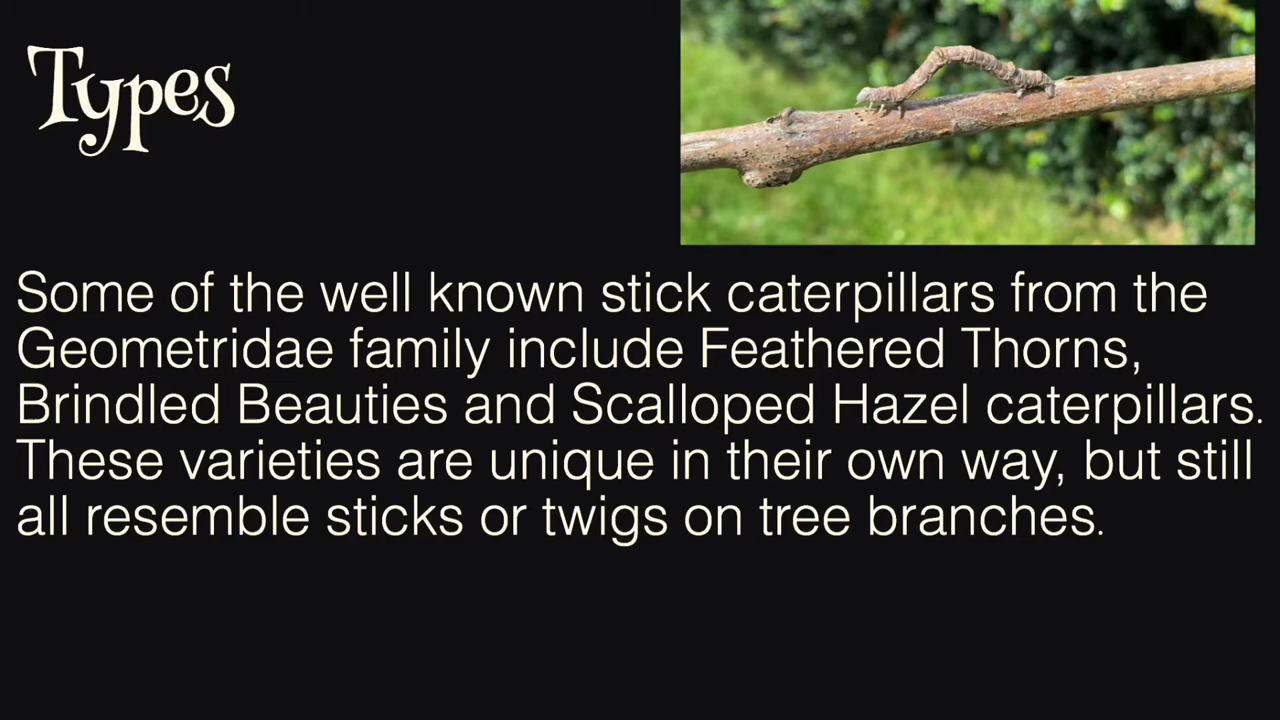 Types
Some of the well known stick caterpillars from the
Geometridae family include Feathered Thorns,
Brindled Beauties and Scalloped Hazel caterpillars.
These varieties are unique in their own way, but still
all resemble sticks or twigs on tree branches.